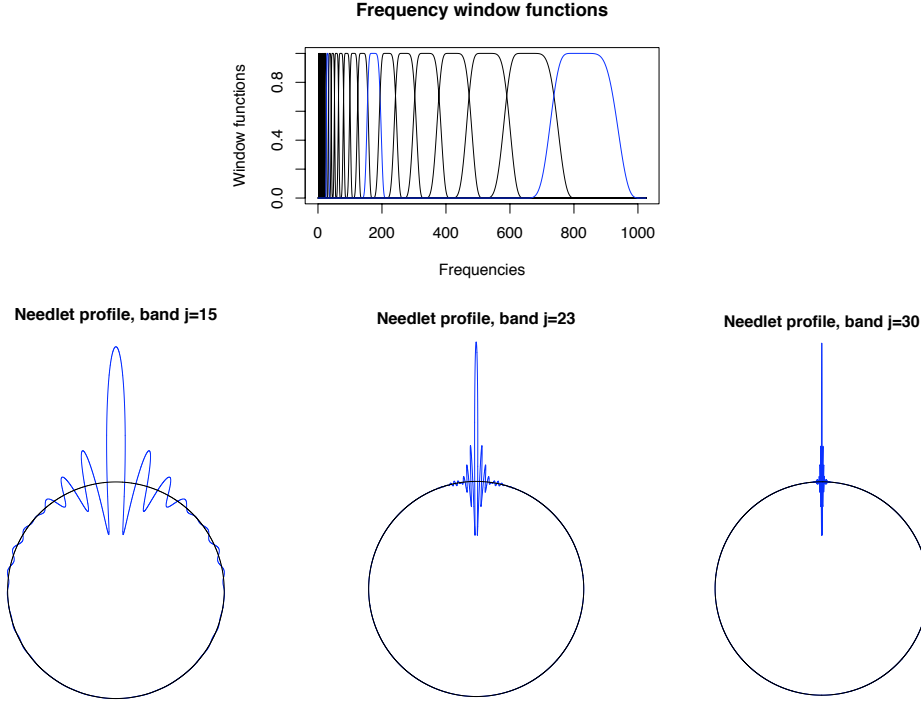 Frequency window functions
Window functions
0.0 0.4 0.8
0 200 400 600 800 1000
Frequencies
Needlet profile, band j=15
Needlet profile, band j=23
Needlet profile, band j=30